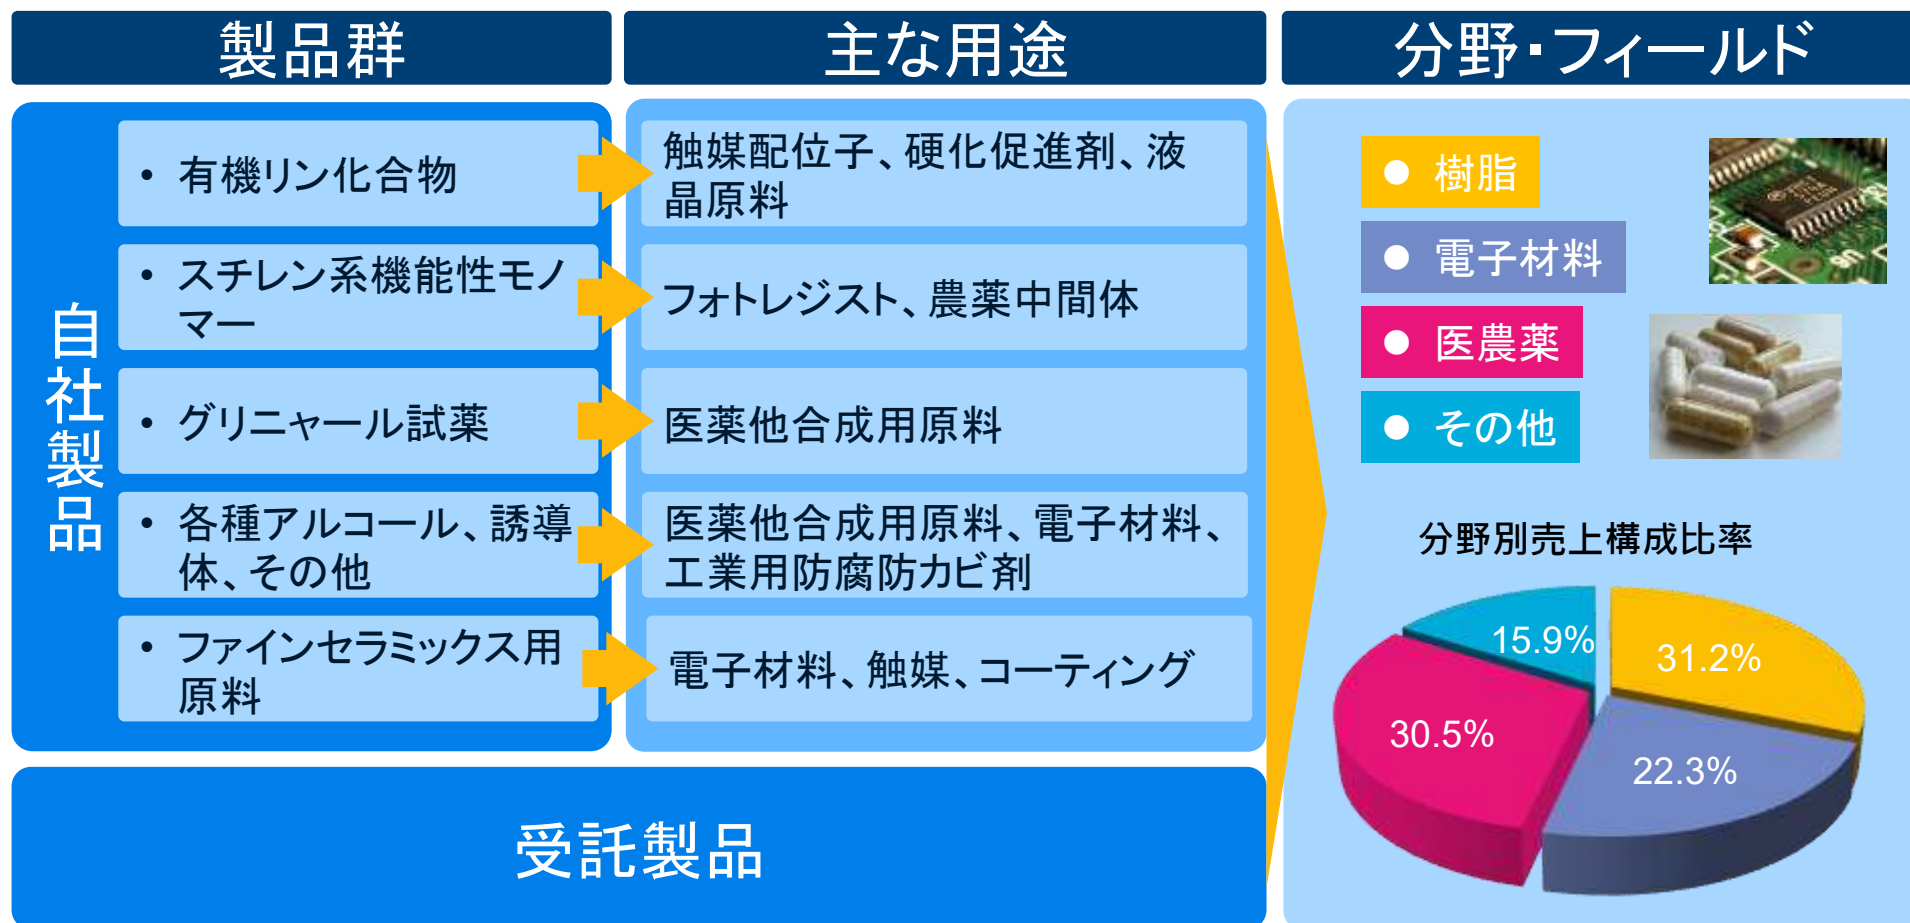 製品群
主な用途
分野・フィールド
自社製品
• 有機リン化合物
触媒配位子、硬化促進剤、液
晶原料
• スチレン系機能性モノ
マー
フォトレジスト、農薬中間体
• グリニャール試薬
医薬他合成用原料
• 各種アルコール、誘導
体、その他
医薬他合成用原料、電子材料、
工業用防腐防カビ剤
• ファインセラミックス用
原料
電子材料、触媒、コーティング
受託製品
● 樹脂
● 電子材料
● 医農薬
● その他
分野別売上構成比率
15.9%
31.2%
30.5%
22.3%